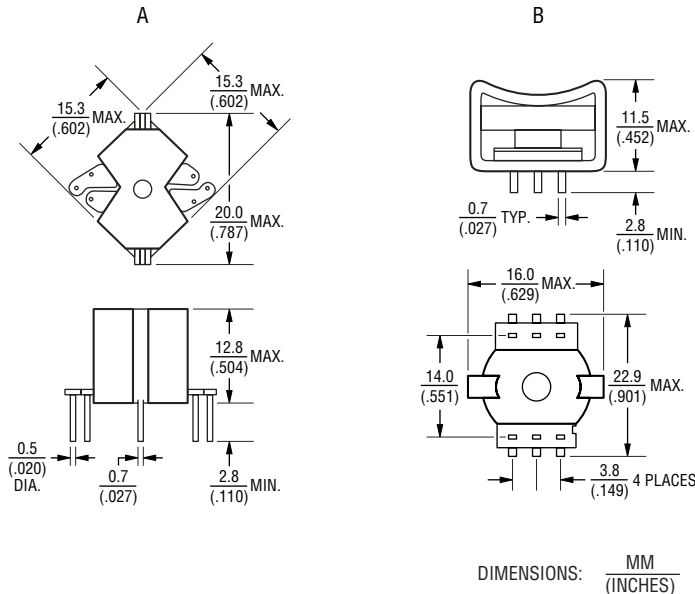 A
15.3
(.602) MAX.
15.3
(.602) MAX.
20.0
(.787) MAX.
12.8
(.504) MAX.
0.5
(.020)
DIA.
0.7
(.027)
2.8
(.110) MIN.
B
11.5
(.452) MAX.
0.7
(.027) TYP.
2.8
(.110) MIN.
16.0
(.629) MAX.
14.0
(.551)
22.9
(.901) MAX.
3.8
(.149) 4 PLACES
DIMENSIONS: MM
(INCHES)